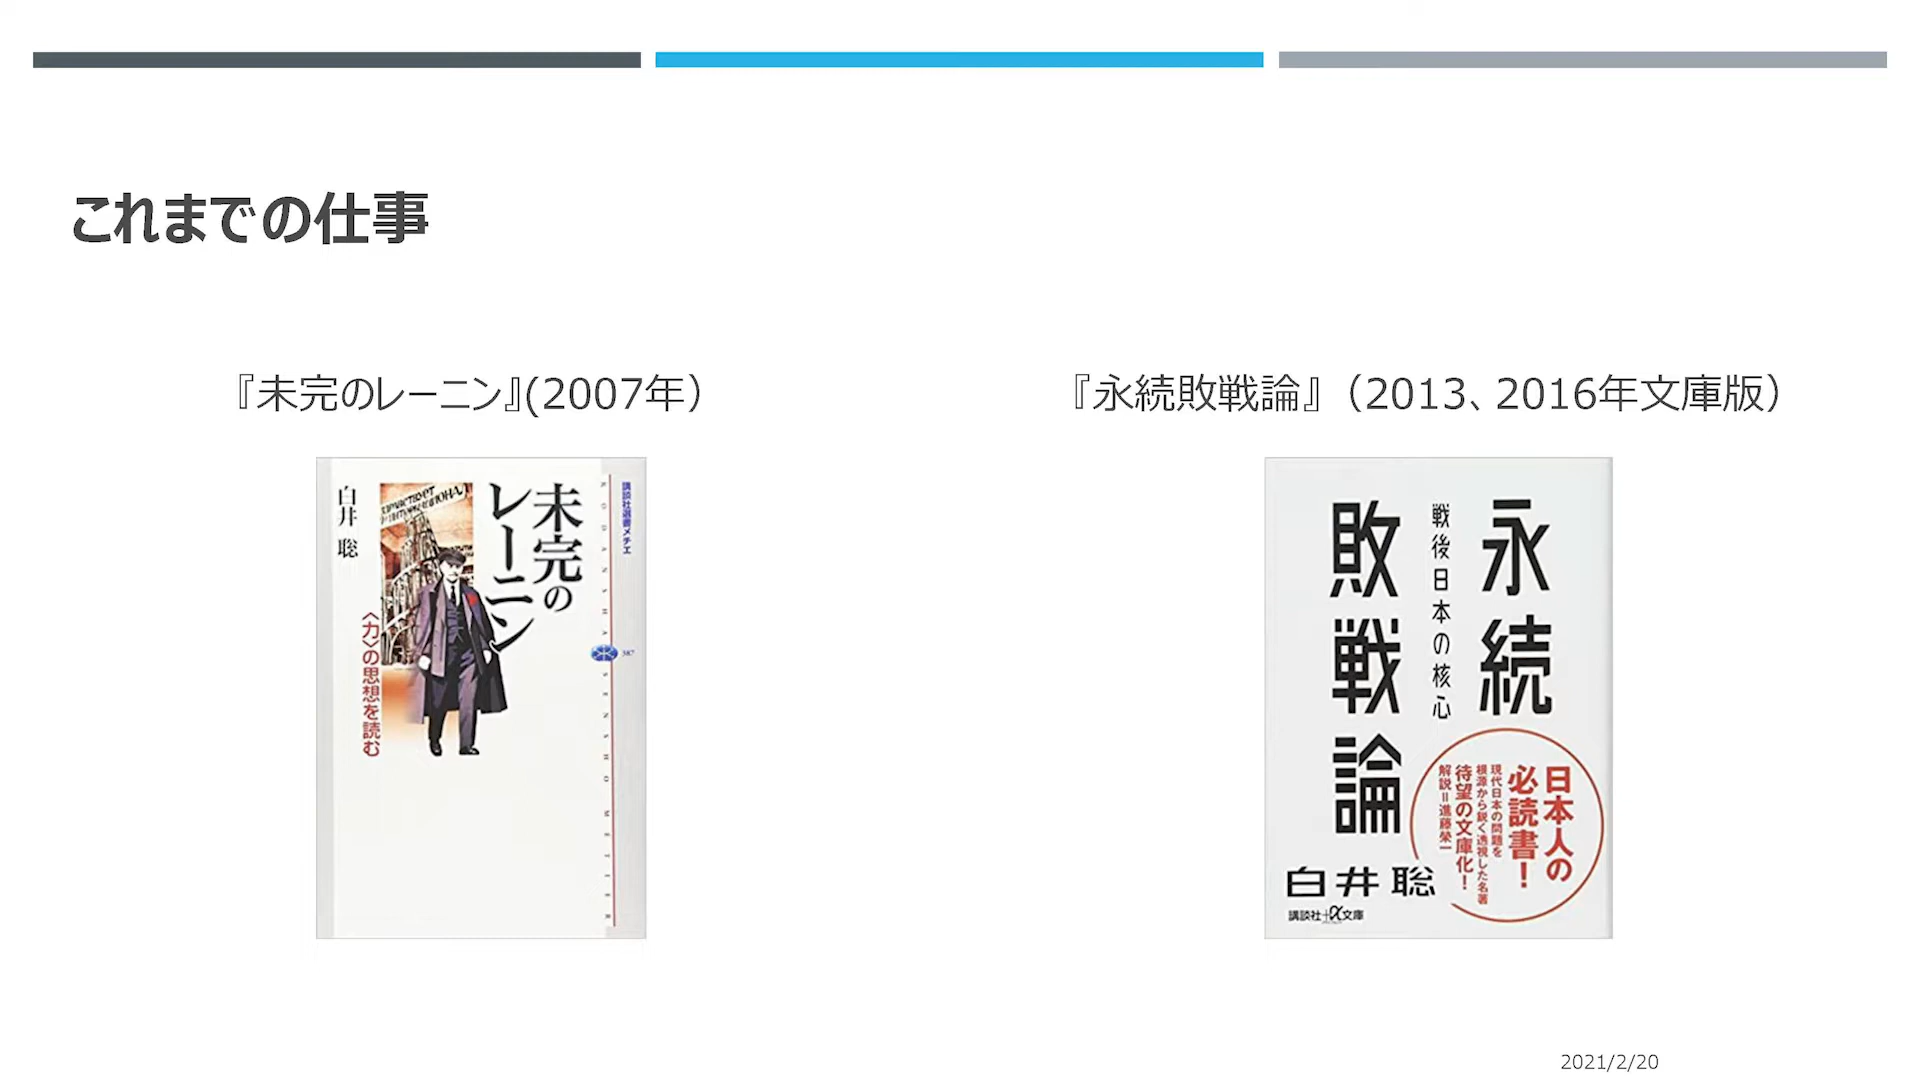 これまでの仕事
『未完のレーニン』(2007年）
未完の
レーニン
白井 聡
〈力〉の思想を読む
講談社選書メチエ
KODANSHA SENSHO METIER
387
『永続敗戦論』（2013、2016年文庫版）
永続
敗戦論
戦後日本の核心
日本人の
必読書！
現代日本の問題を
根源から鋭く透視した名著
待望の文庫化！
解説＝進藤榮一
白井聡
講談社+α文庫
2021/2/20